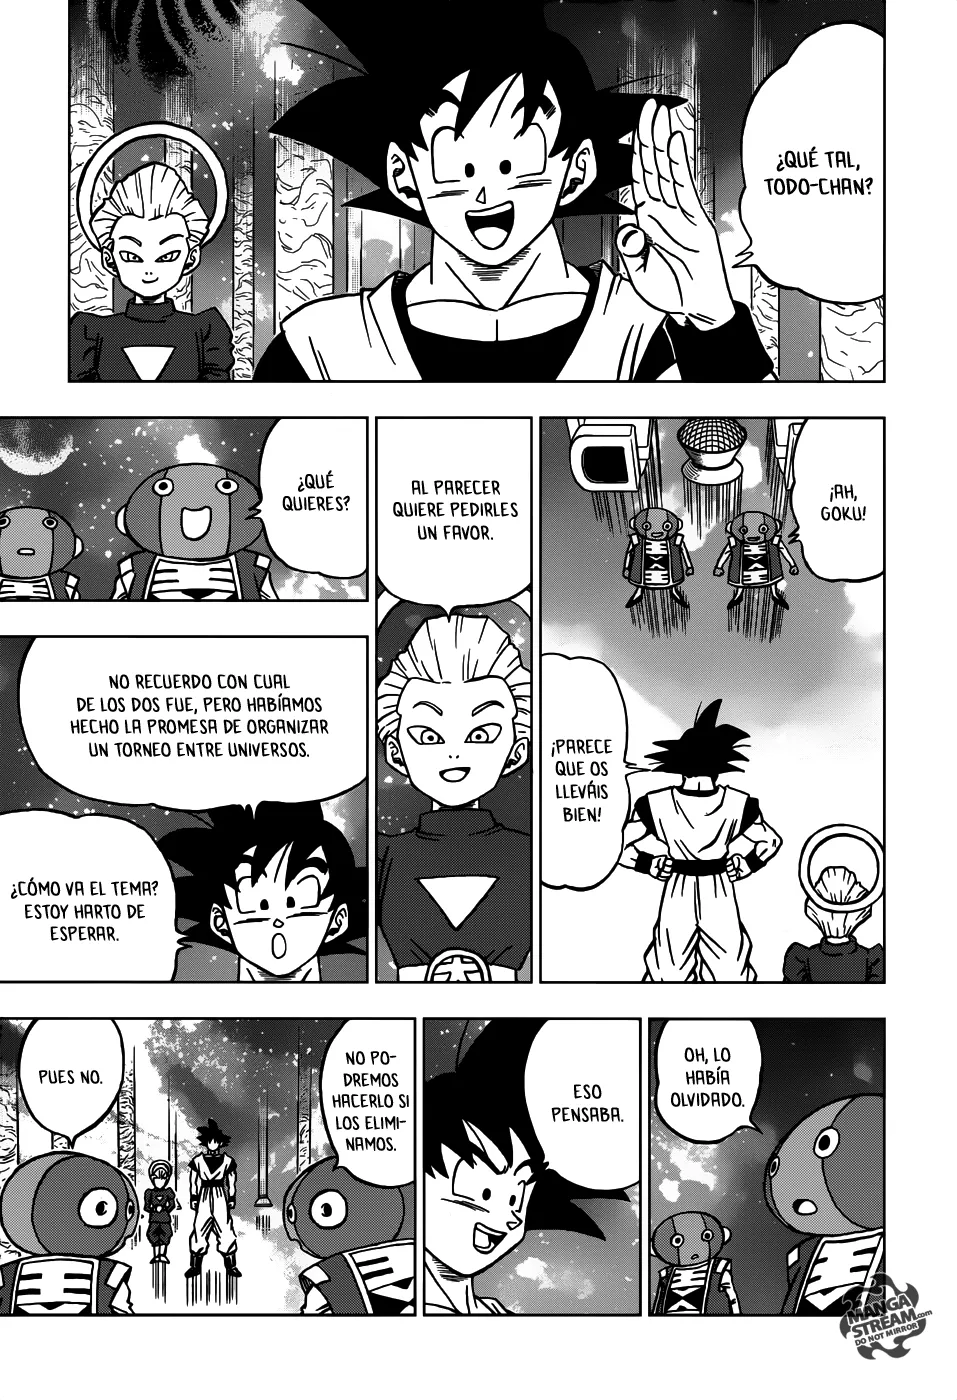 ¿QUÉ TAL,
TODO-CHAN?
¡AH,
GOKU!
¡PARECE
QUE OS
LLEVÁIS
BIEN!
AL PARECER
QUIERE PEDIRLES
UN FAVOR.
¿QUÉ
QUIERES?
NO RECUERDO CON CUAL
DE LOS DOS FUE, PERO HABÍAMOS
HECHO LA PROMESA DE ORGANIZAR
UN TORNEO ENTRE UNIVERSOS.
¿CÓMO VA EL TEMA?
ESTOY HARTO DE
ESPERAR.
OH, LO
HABÍA
OLVIDADO.
ESO
PENSABA.
NO PO-
DREMOS
HACERLO SI
LOS ELIMI-
NAMOS.
PUES NO.
MANGA
STREAM.com
DO NOT MIRROR!